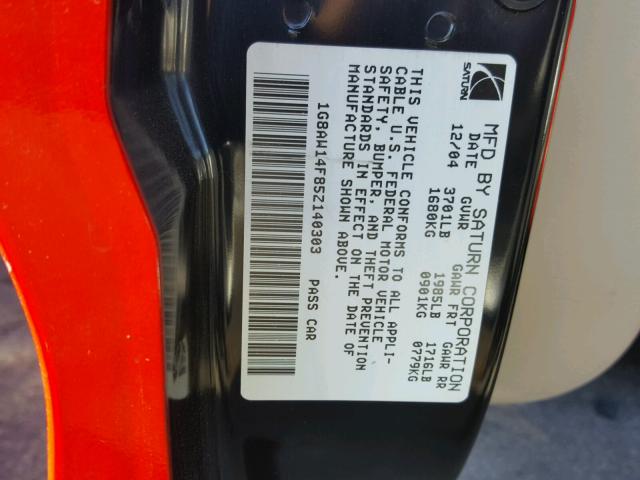 SATURN
MFD BY SATURN CORPORATION
DATE GVWR GAWR FRT GAWR RR
12/04 3701LB 1985LB 1716LB
1680KG 0901KG 0779KG
THIS VEHICLE CONFORMS TO ALL APPLI-
CABLE U.S. FEDERAL MOTOR VEHICLE
SAFETY, BUMPER, AND THEFT PREVENTION
STANDARDS IN EFFECT ON THE DATE OF
MANUFACTURE SHOWN ABOVE.
1G8AW14F85Z140303 PASS CAR